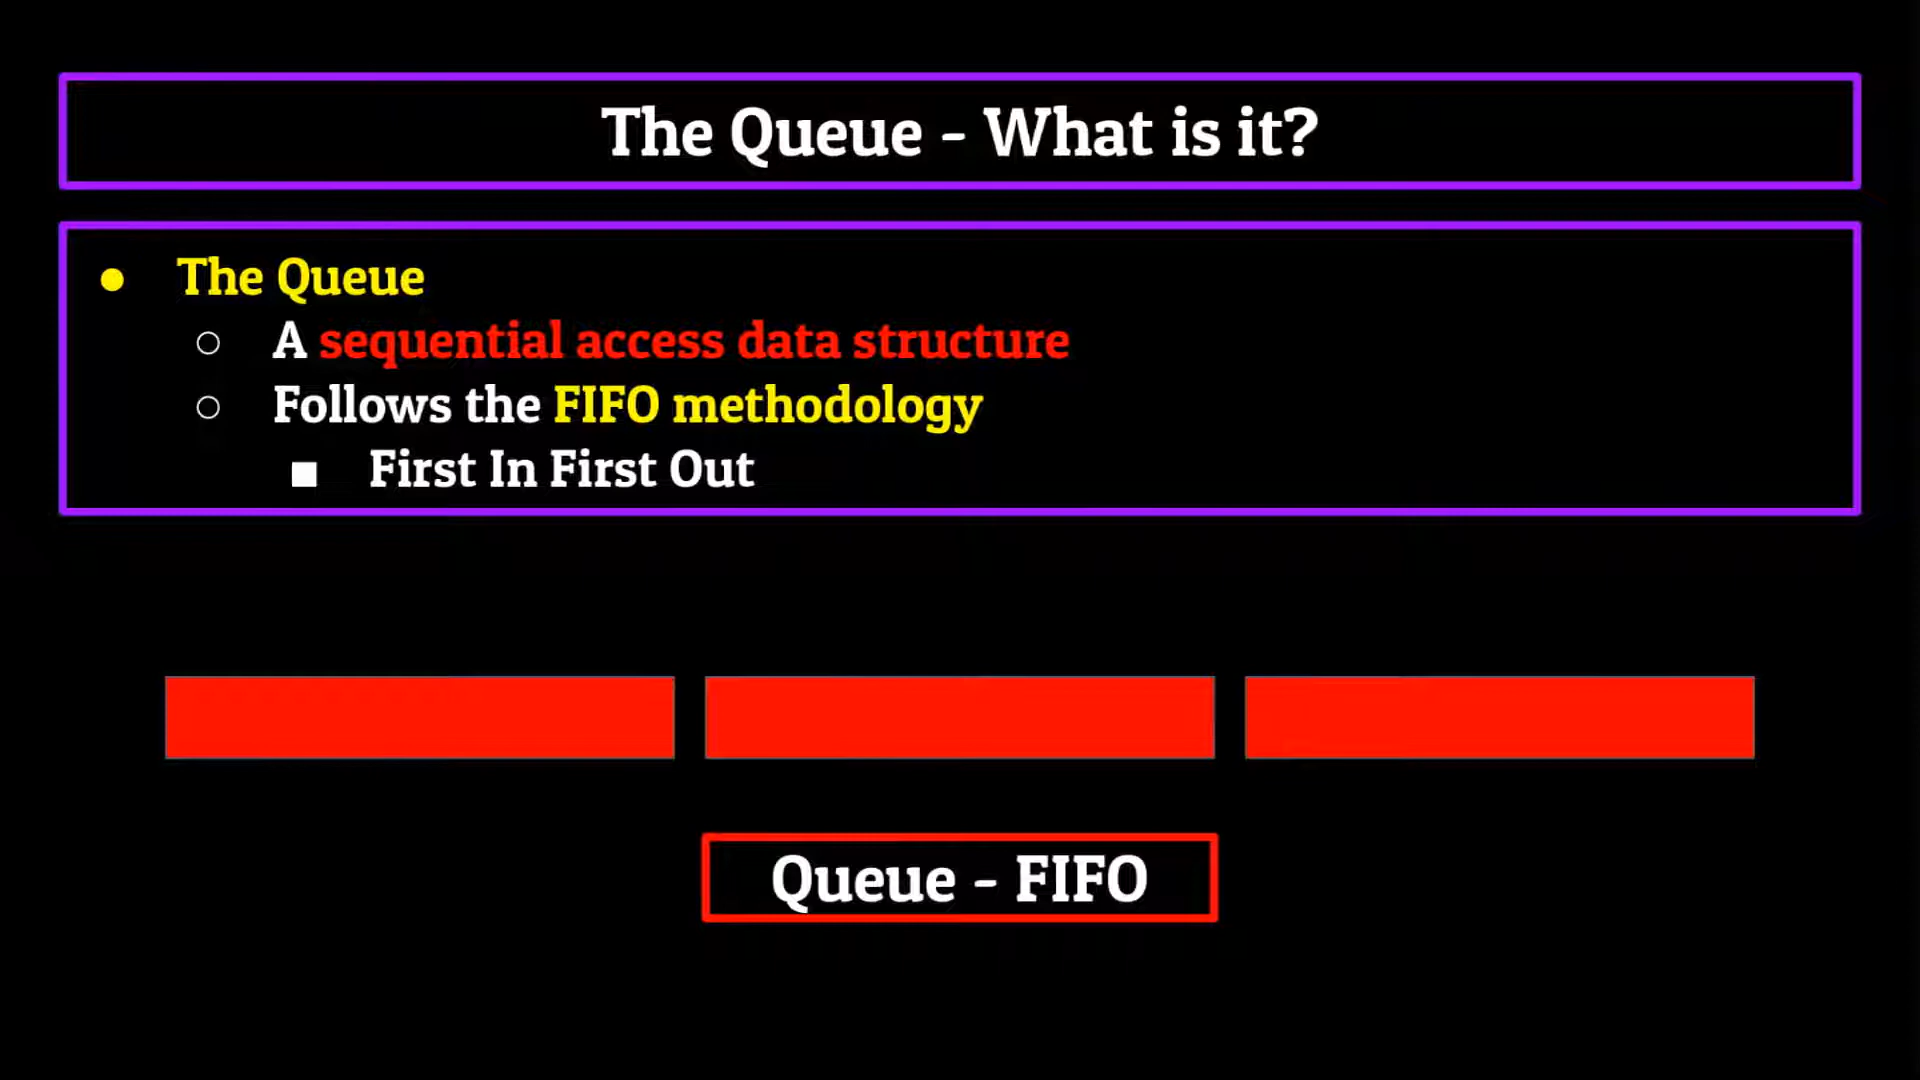 The Queue - What is it?
● The Queue
○ A sequential access data structure
○ Follows the FIFO methodology
■ First In First Out
Queue - FIFO